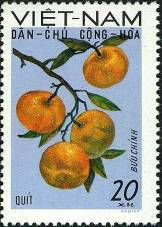 VIỆT-NAM
DÂN-CHỦ CỘNG-HÒA
BƯU CHÍNH
QUÍT
20
xu